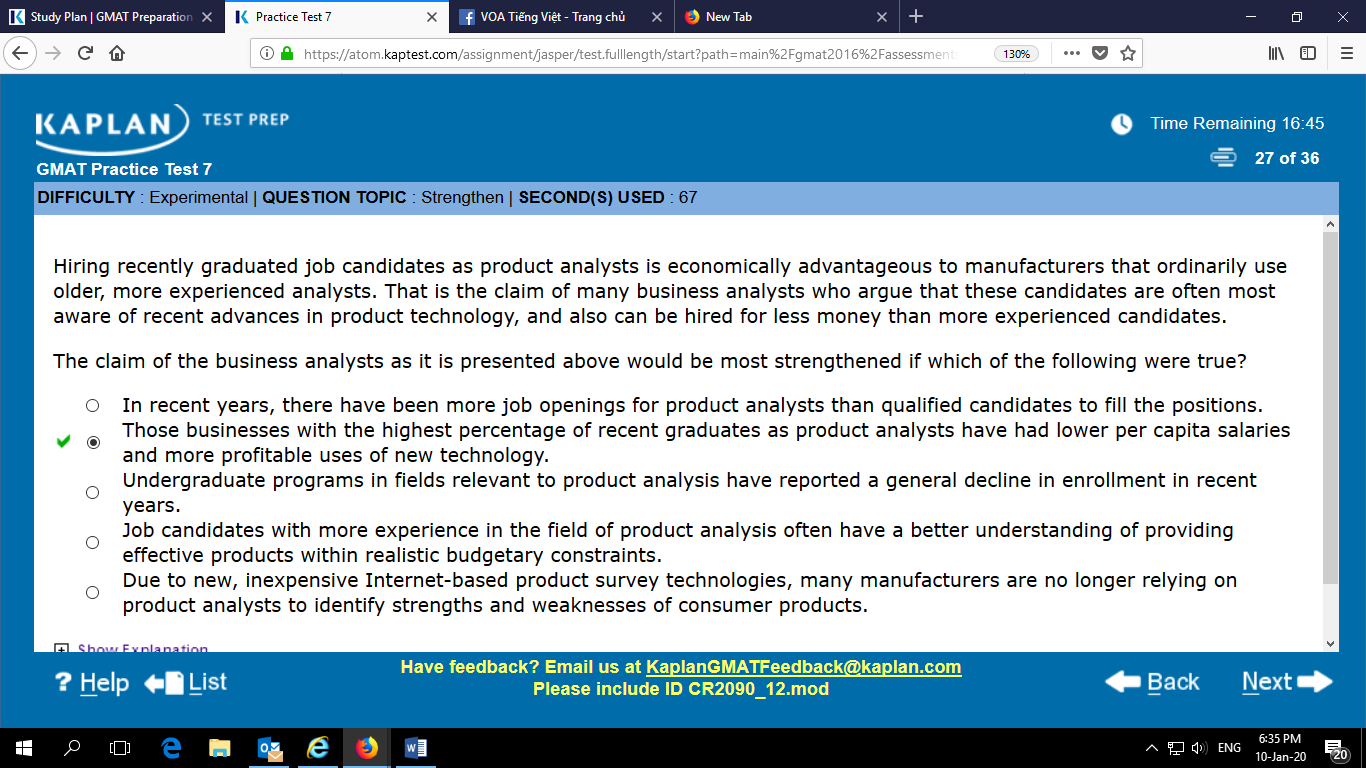 Study Plan | GMAT Preparation
Practice Test 7
VOA Tiếng Việt - Trang chủ
New Tab
https://atom.kaptest.com/assignment/jasper/test.fulllength/start?path=main%2Fgmat2016%2Fassessment
130%
KAPLAN TEST PREP
Time Remaining 16:45
GMAT Practice Test 7
27 of 36
DIFFICULTY : Experimental | QUESTION TOPIC : Strengthen | SECOND(S) USED : 67
Hiring recently graduated job candidates as product analysts is economically advantageous to manufacturers that ordinarily use
older, more experienced analysts. That is the claim of many business analysts who argue that these candidates are often most
aware of recent advances in product technology, and also can be hired for less money than more experienced candidates.
The claim of the business analysts as it is presented above would be most strengthened if which of the following were true?
In recent years, there have been more job openings for product analysts than qualified candidates to fill the positions.
Those businesses with the highest percentage of recent graduates as product analysts have had lower per capita salaries
and more profitable uses of new technology.
Undergraduate programs in fields relevant to product analysis have reported a general decline in enrollment in recent
years.
Job candidates with more experience in the field of product analysis often have a better understanding of providing
effective products within realistic budgetary constraints.
Due to new, inexpensive Internet-based product survey technologies, many manufacturers are no longer relying on
product analysts to identify strengths and weaknesses of consumer products.
Show Explanation
Have feedback? Email us at KaplanGMATFeedback@kaplan.com
Please include ID CR2090_12.mod
? Help
List
Back
Next
ENG
6:35 PM
10-Jan-20
20